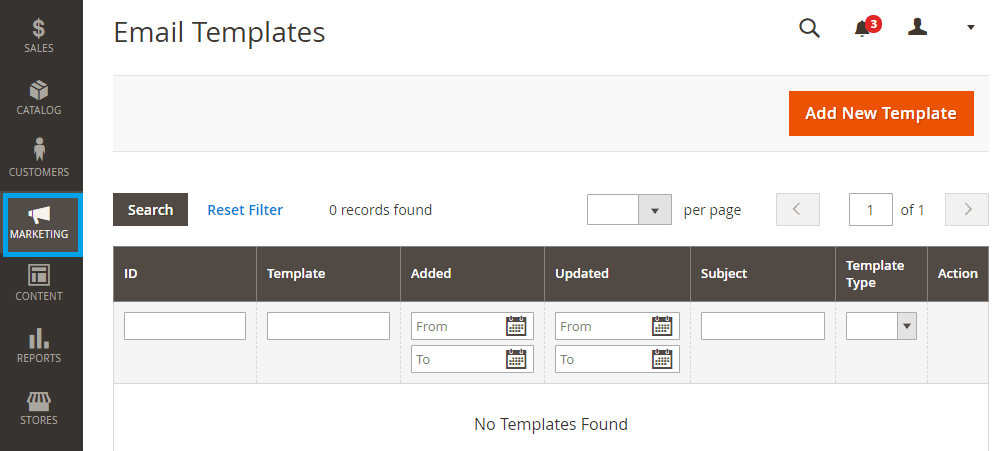 SALES
CATALOG
CUSTOMERS
MARKETING
CONTENT
REPORTS
STORES
Email Templates
3
Add New Template
Search Reset Filter 0 records found per page 1 of 1
ID Template Added Updated Subject Template Type Action
From From
To To
No Templates Found